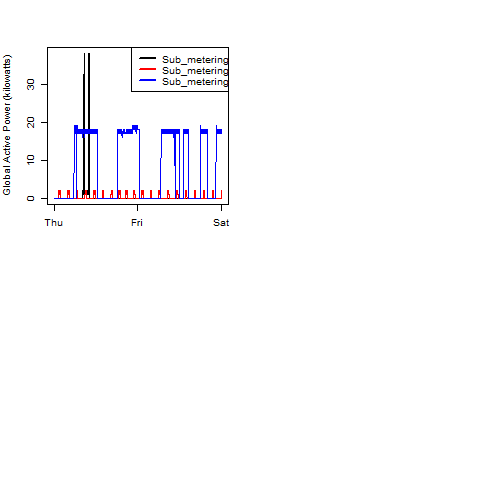 Sub_metering
Sub_metering
Sub_metering
Global Active Power (kilowatts)
30
20
10
0
Thu Fri Sat